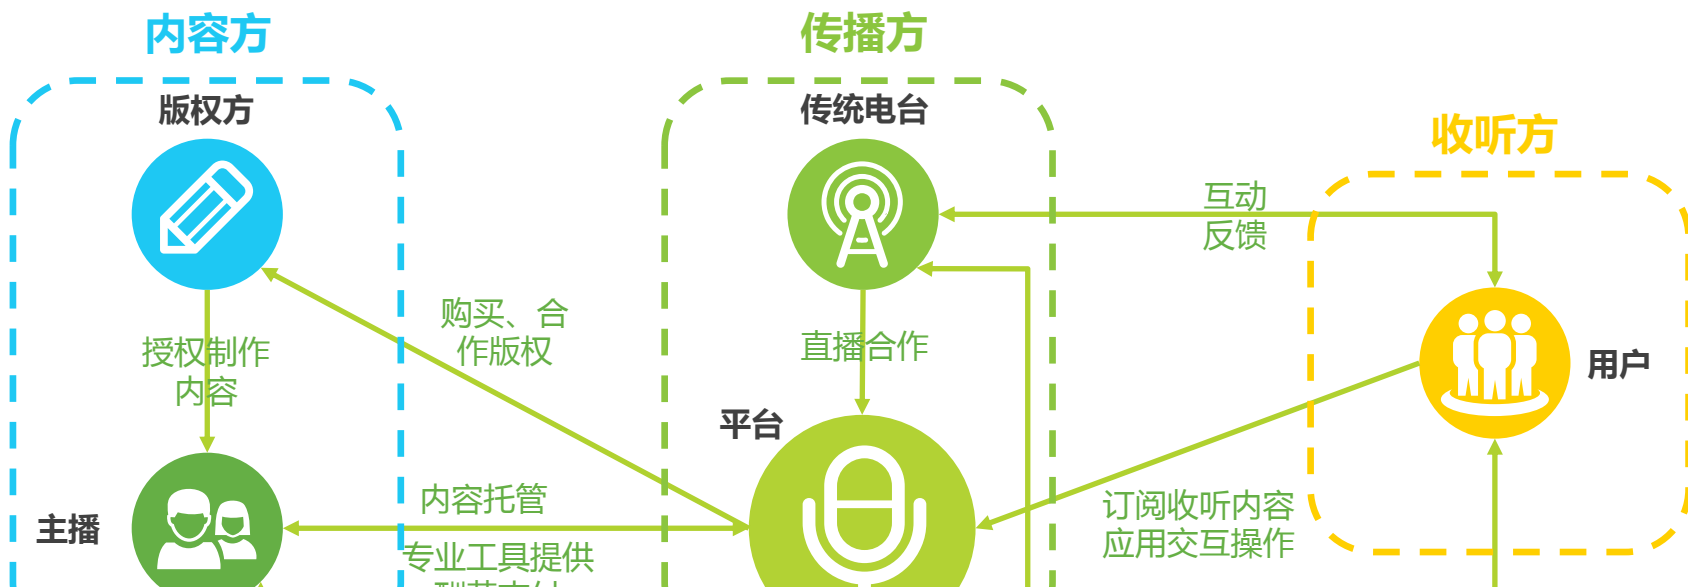 内容方
传播方
版权方
传统电台
收听方
互动
反馈
购买、合
作版权
授权制作
内容
直播合作
用户
平台
内容托管
主播
订阅收听内容
应用交互操作
专业工具提供